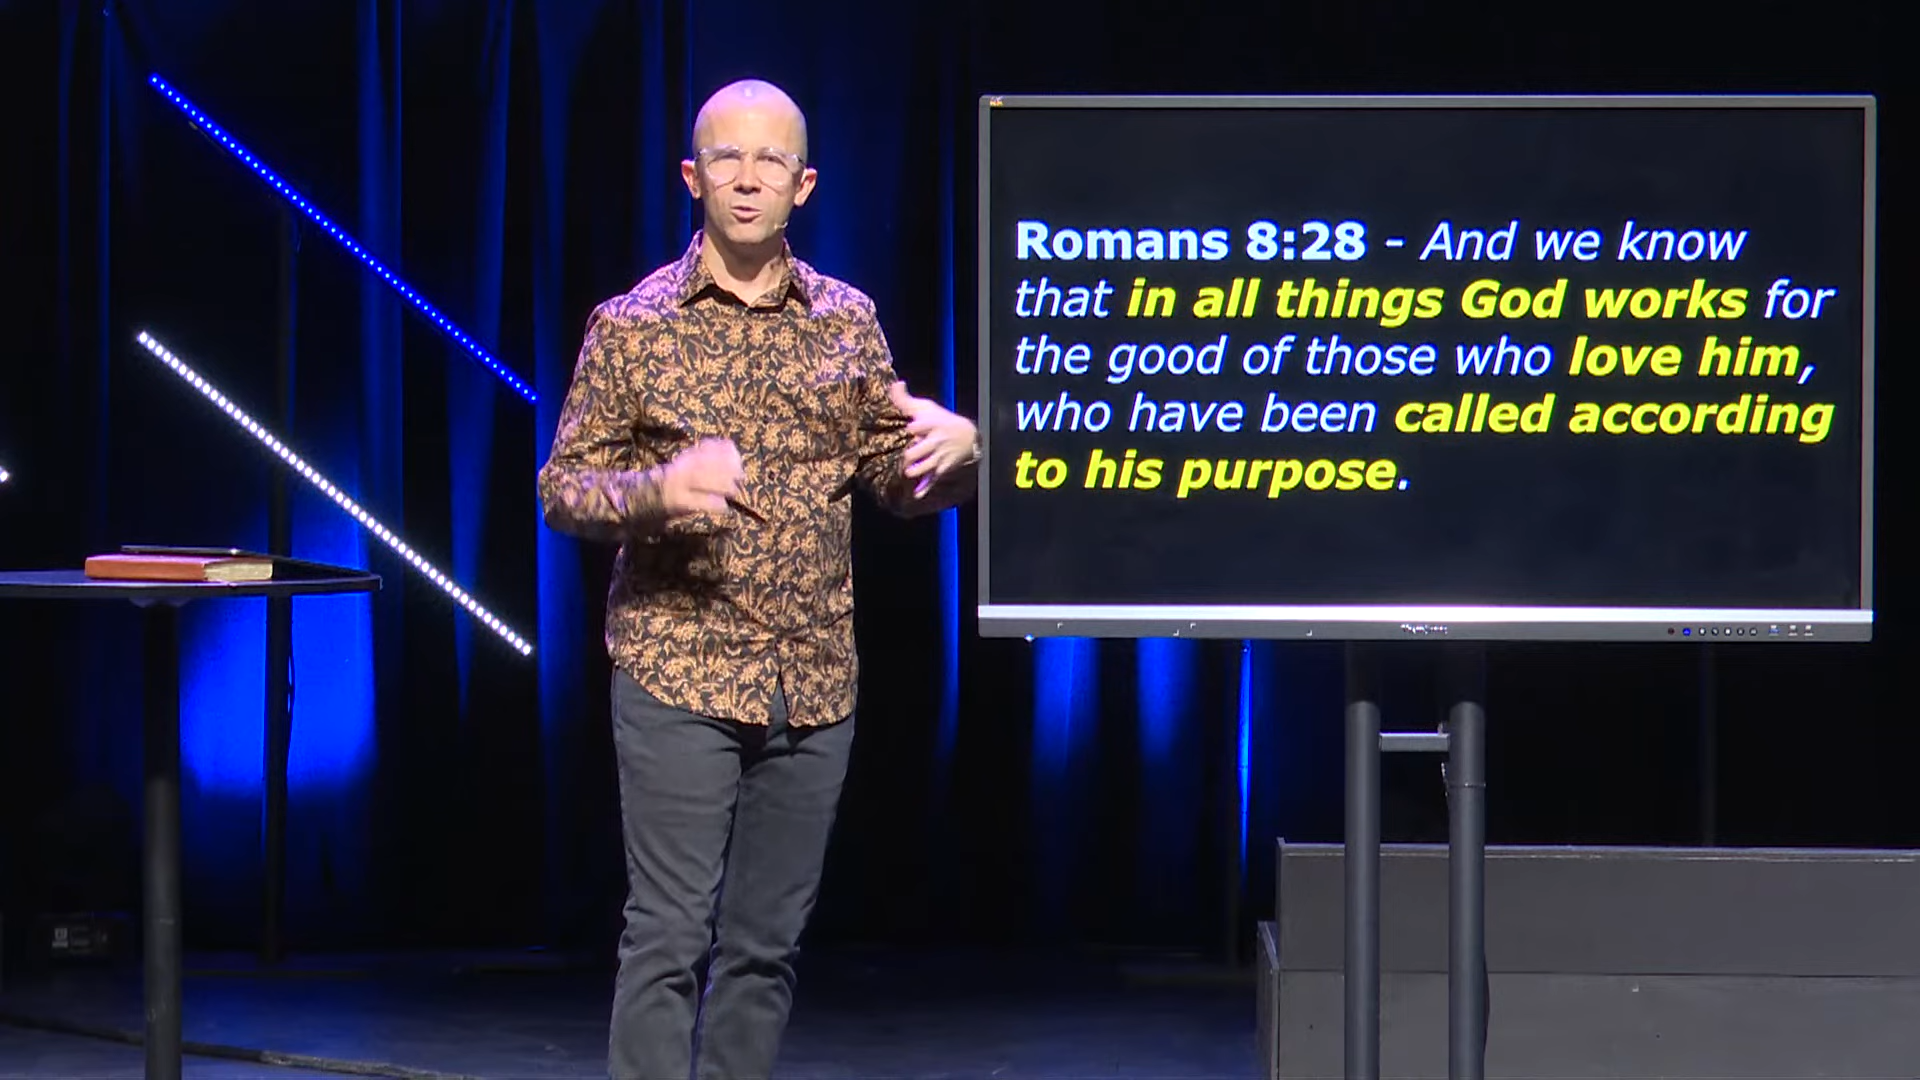 Romans 8:28 - And we know
that in all things God works for
the good of those who love him,
who have been called according
to his purpose.